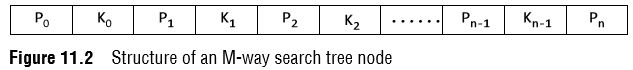 P₀ K₀ P₁ K₁ P₂ K₂ ...... Pₙ₋₁ Kₙ₋₁ Pₙ
Figure 11.2 Structure of an M-way search tree node